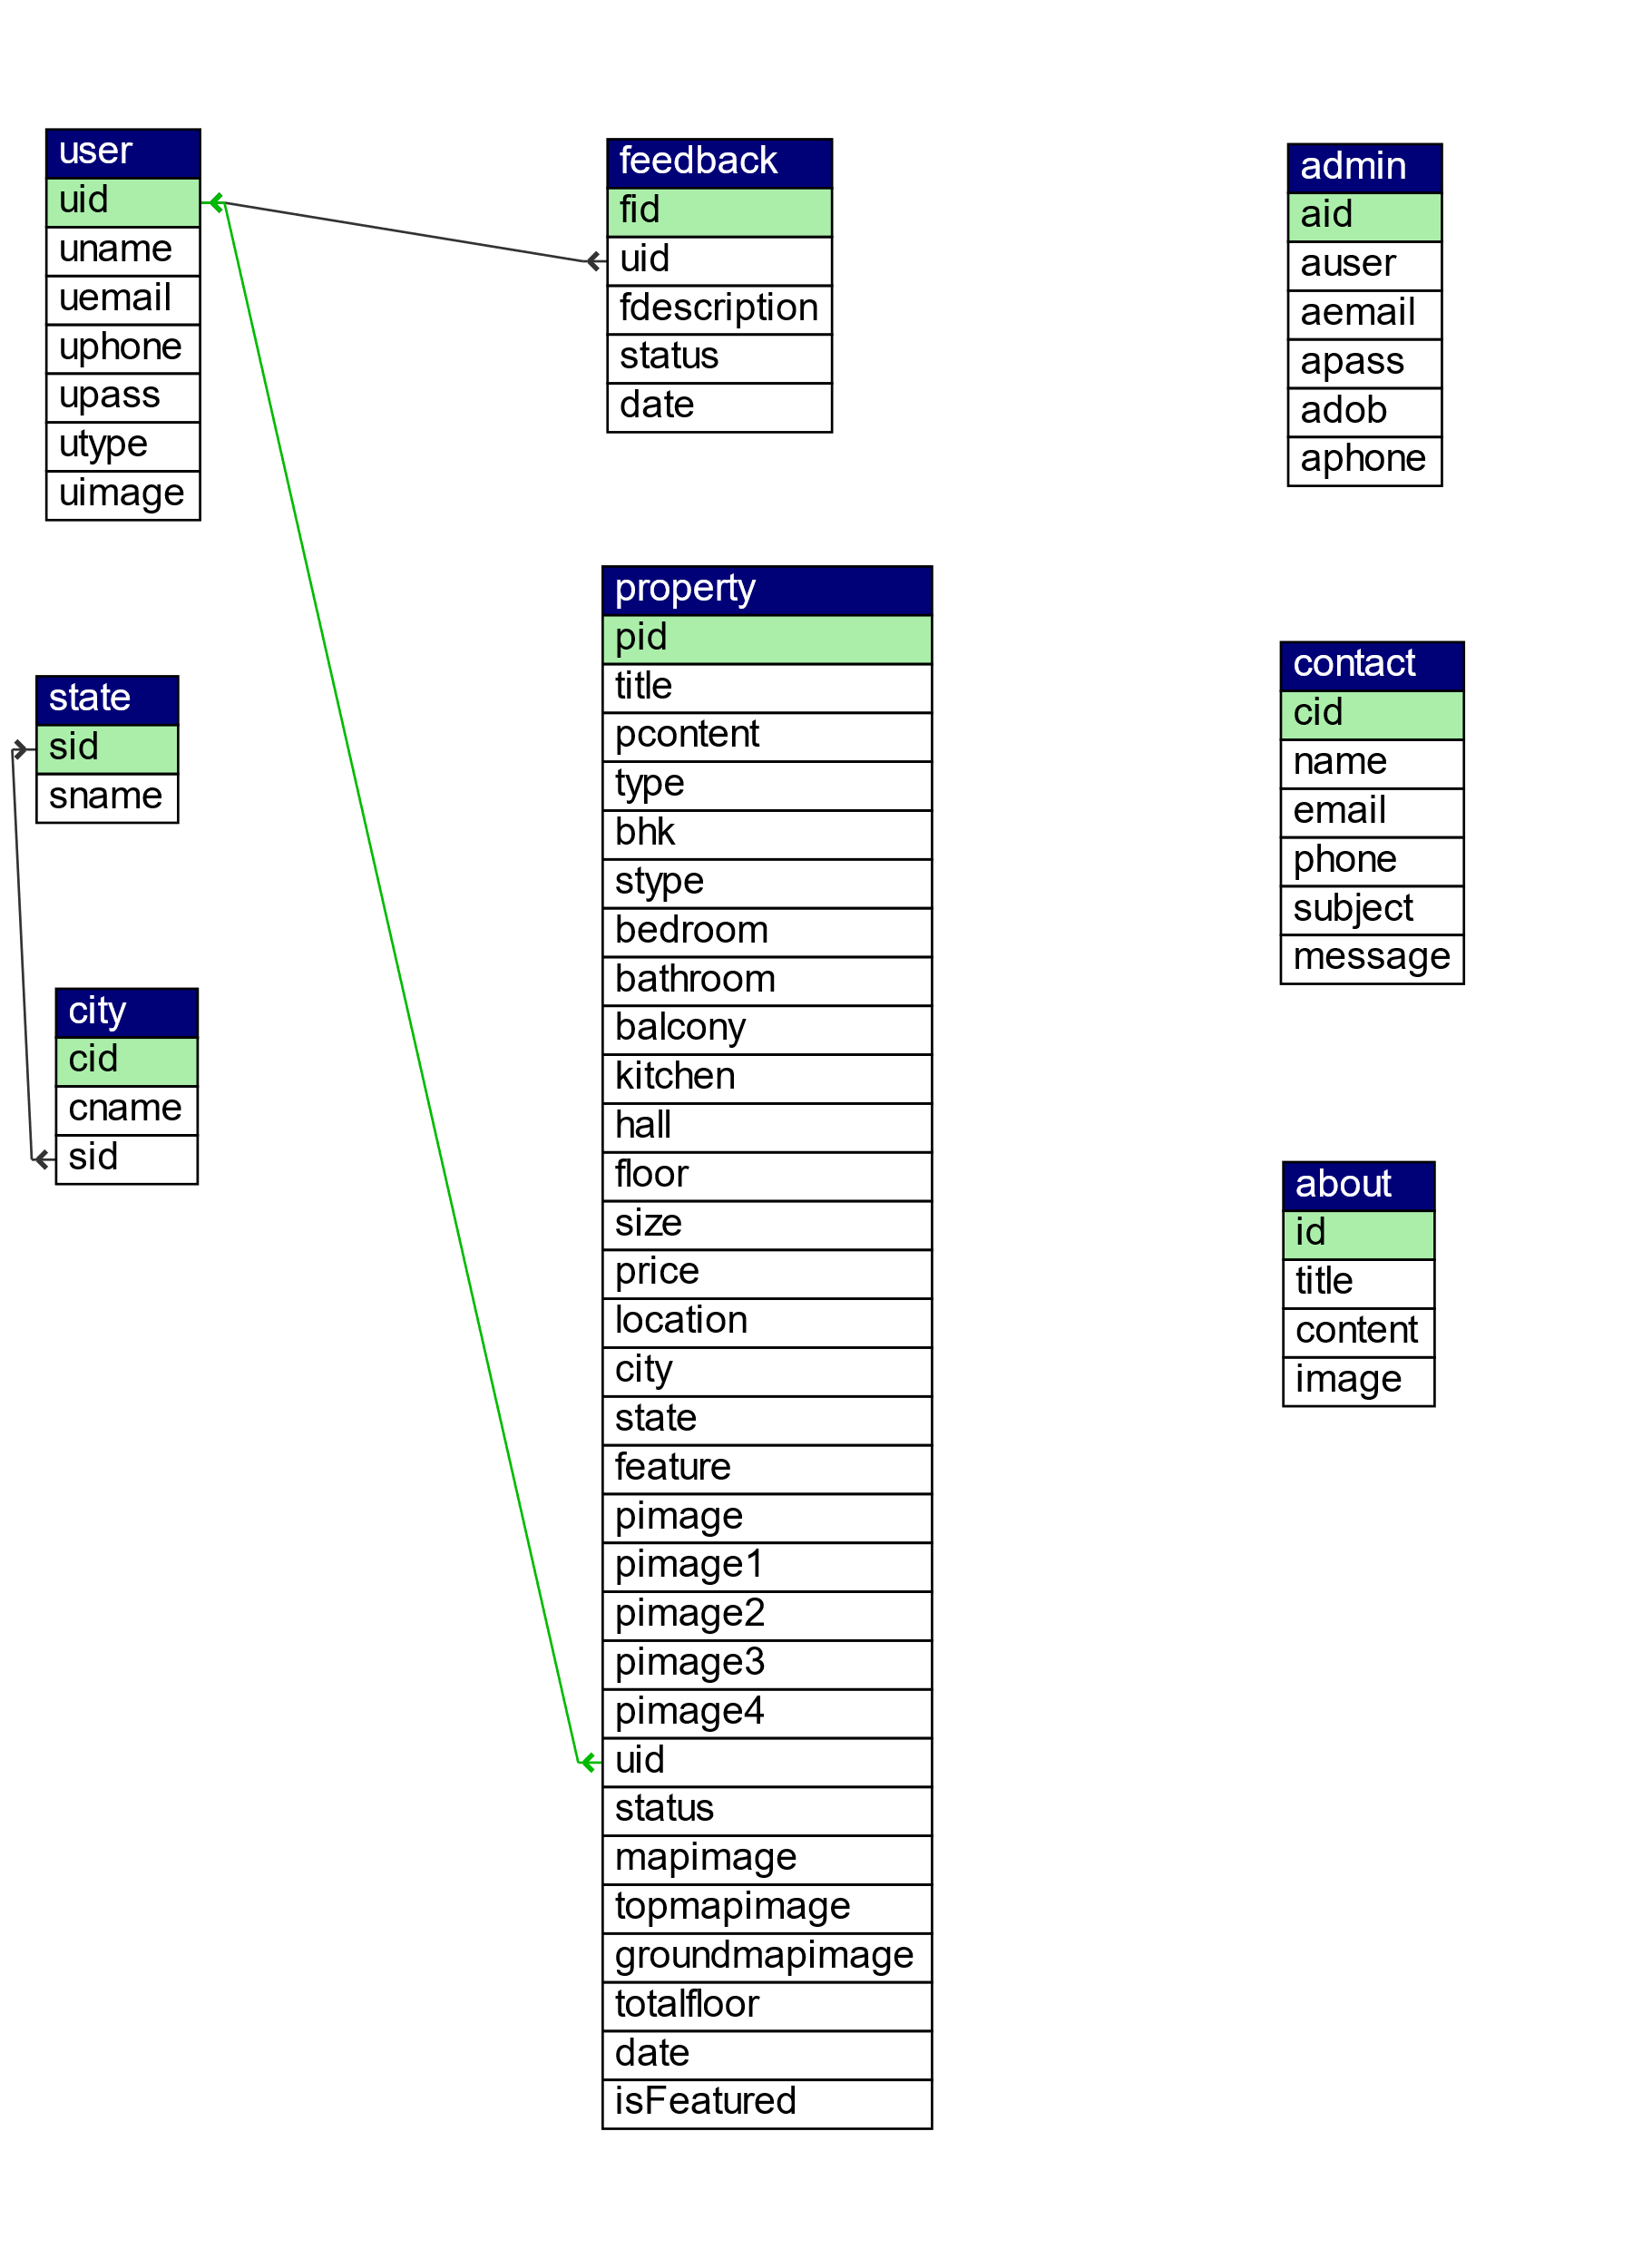 user
uid
uname
uemail
uphone
upass
utype
uimage
feedback
fid
uid
fdescription
status
date
admin
aid
auser
aemail
apass
adob
aphone
property
pid
title
pcontent
type
bhk
stype
bedroom
bathroom
balcony
kitchen
hall
floor
size
price
location
city
state
feature
pimage
pimage1
pimage2
pimage3
pimage4
uid
status
mapimage
topmapimage
groundmapimage
totalfloor
date
isFeatured
state
sid
sname
city
cid
cname
sid
contact
cid
name
email
phone
subject
message
about
id
title
content
image